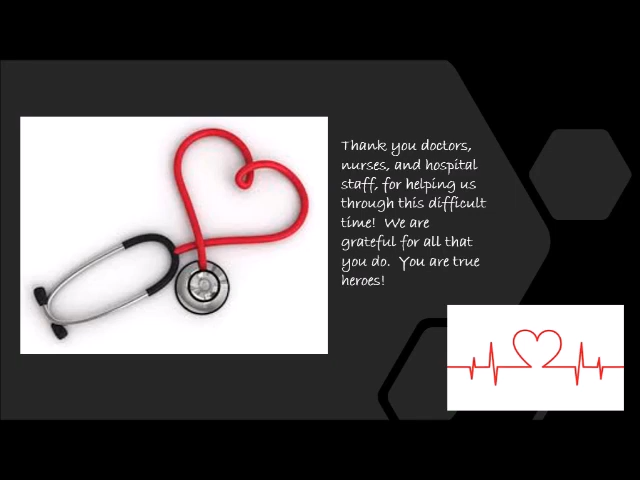 Thank you doctors,
nurses, and hospital
staff, for helping us
through this difficult
time!  We are
grateful for all that
you do.  You are true
heroes!